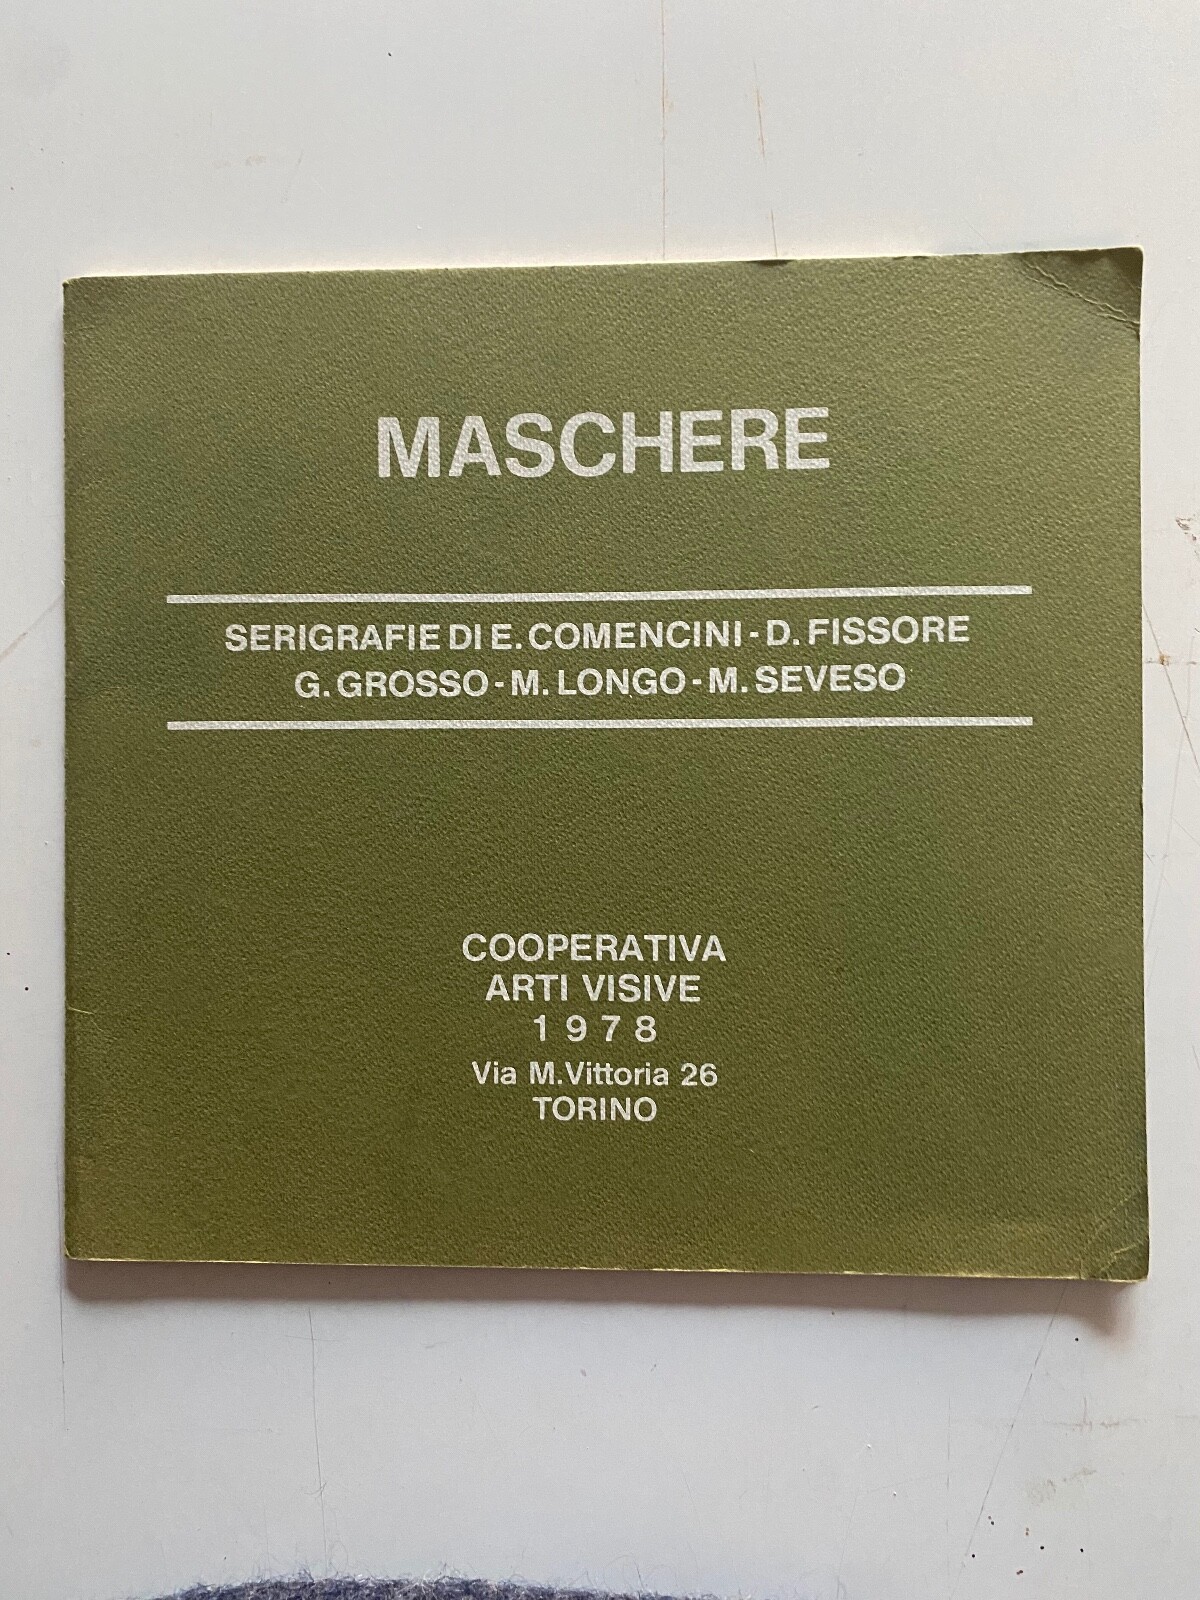 MASCHERE
SERIGRAFIE DI E. COMENCINI - D. FISSORE
G. GROSSO - M. LONGO - M. SEVESO
COOPERATIVA
ARTI VISIVE
1978
Via M. Vittoria 26
TORINO